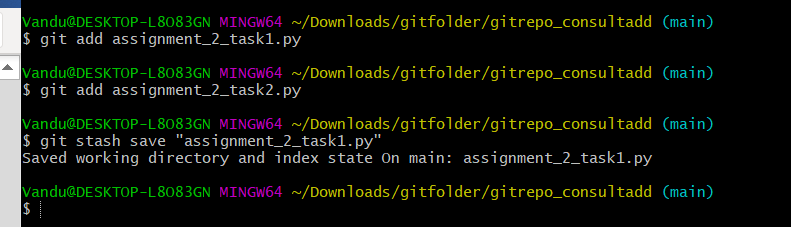 Vandu@DESKTOP-L8O83GN MINGW64 ~/Downloads/gitfolder/gitrepo_consultadd (main)
$ git add assignment_2_task1.py
Vandu@DESKTOP-L8O83GN MINGW64 ~/Downloads/gitfolder/gitrepo_consultadd (main)
$ git add assignment_2_task2.py
Vandu@DESKTOP-L8O83GN MINGW64 ~/Downloads/gitfolder/gitrepo_consultadd (main)
$ git stash save "assignment_2_task1.py"
Saved working directory and index state On main: assignment_2_task1.py
Vandu@DESKTOP-L8O83GN MINGW64 ~/Downloads/gitfolder/gitrepo_consultadd (main)
$